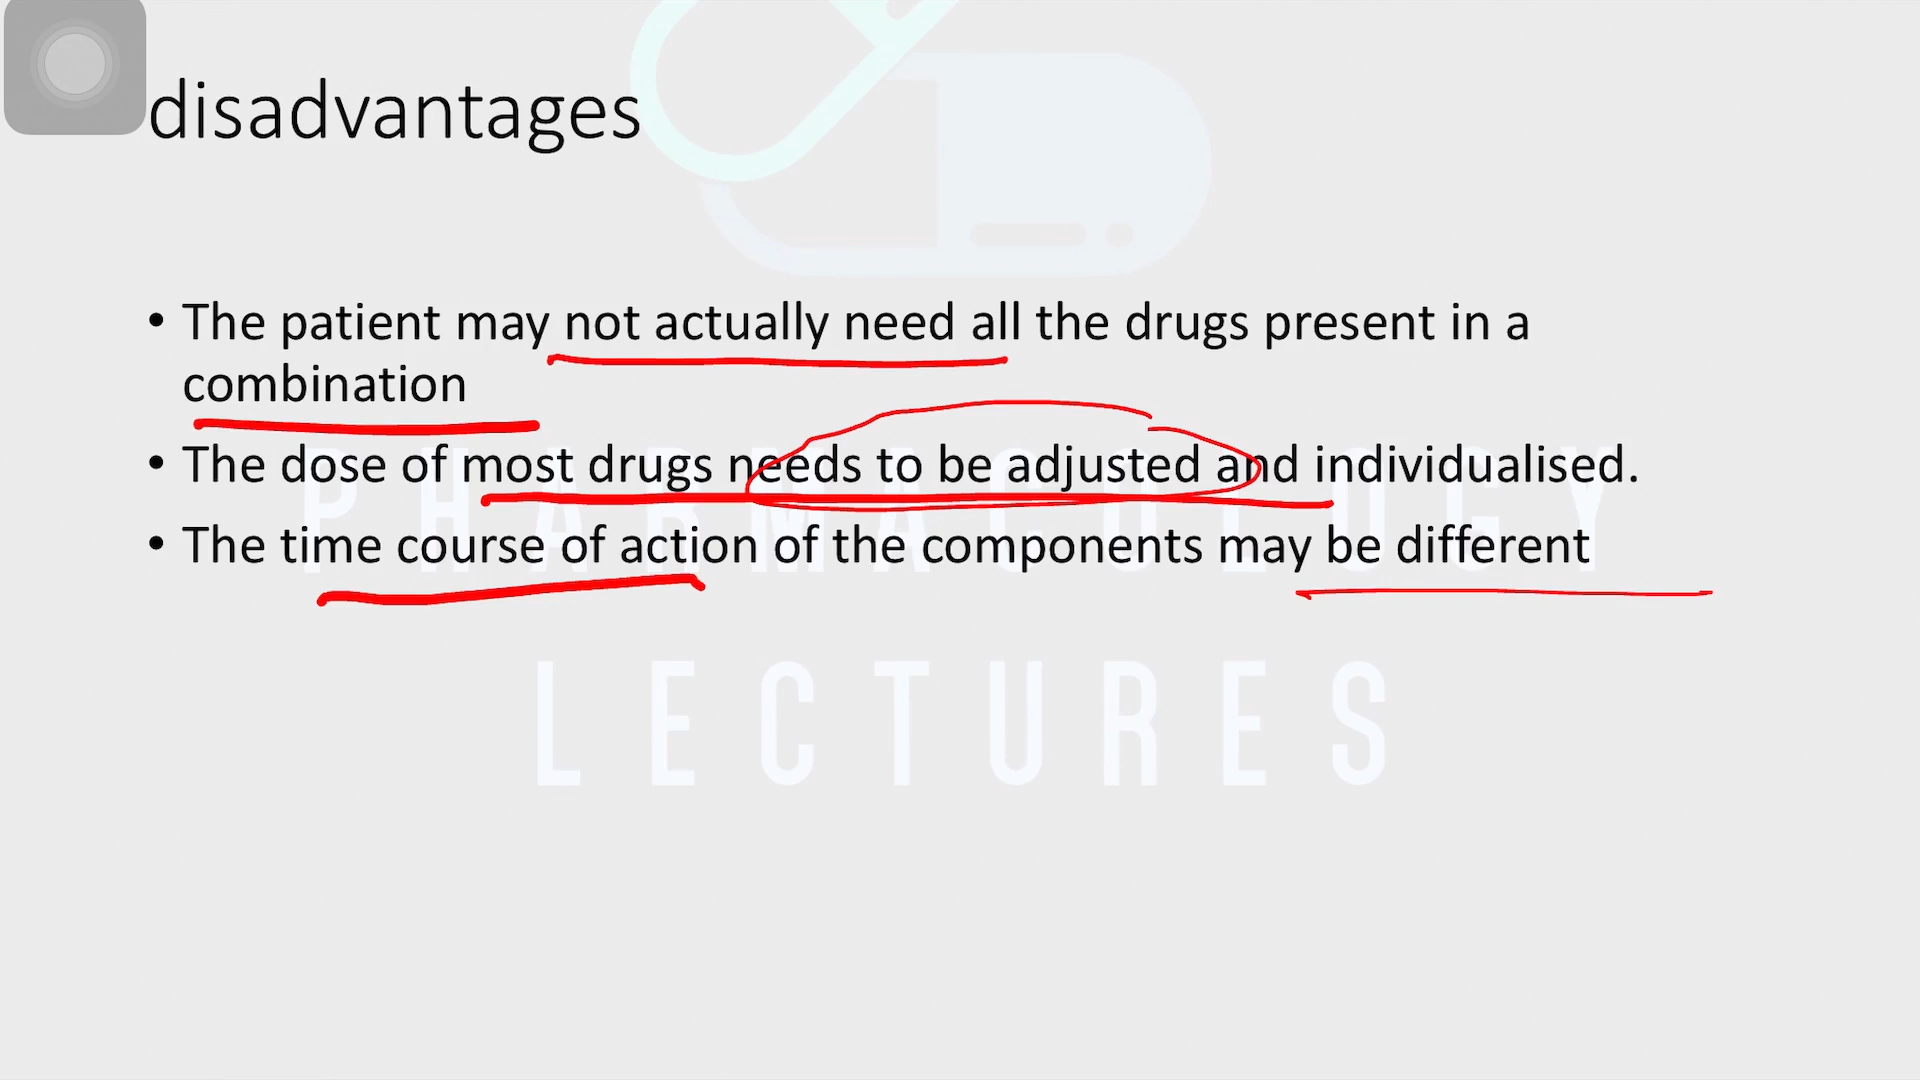 disadvantages
• The patient may not actually need all the drugs present in a
combination
• The dose of most drugs needs to be adjusted and individualised.
• The time course of action of the components may be different
PHARMACOLOGY
LECTURES